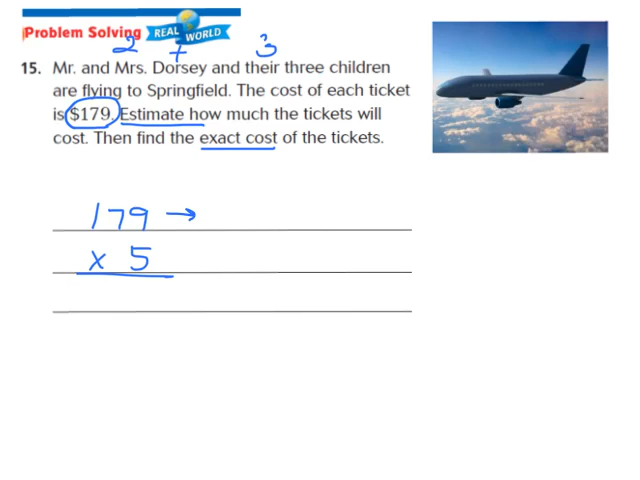 Problem Solving REAL WORLD
2 + 3
15. Mr. and Mrs. Dorsey and their three children
are flying to Springfield. The cost of each ticket
is $179. Estimate how much the tickets will
cost. Then find the exact cost of the tickets.
179 →
x 5